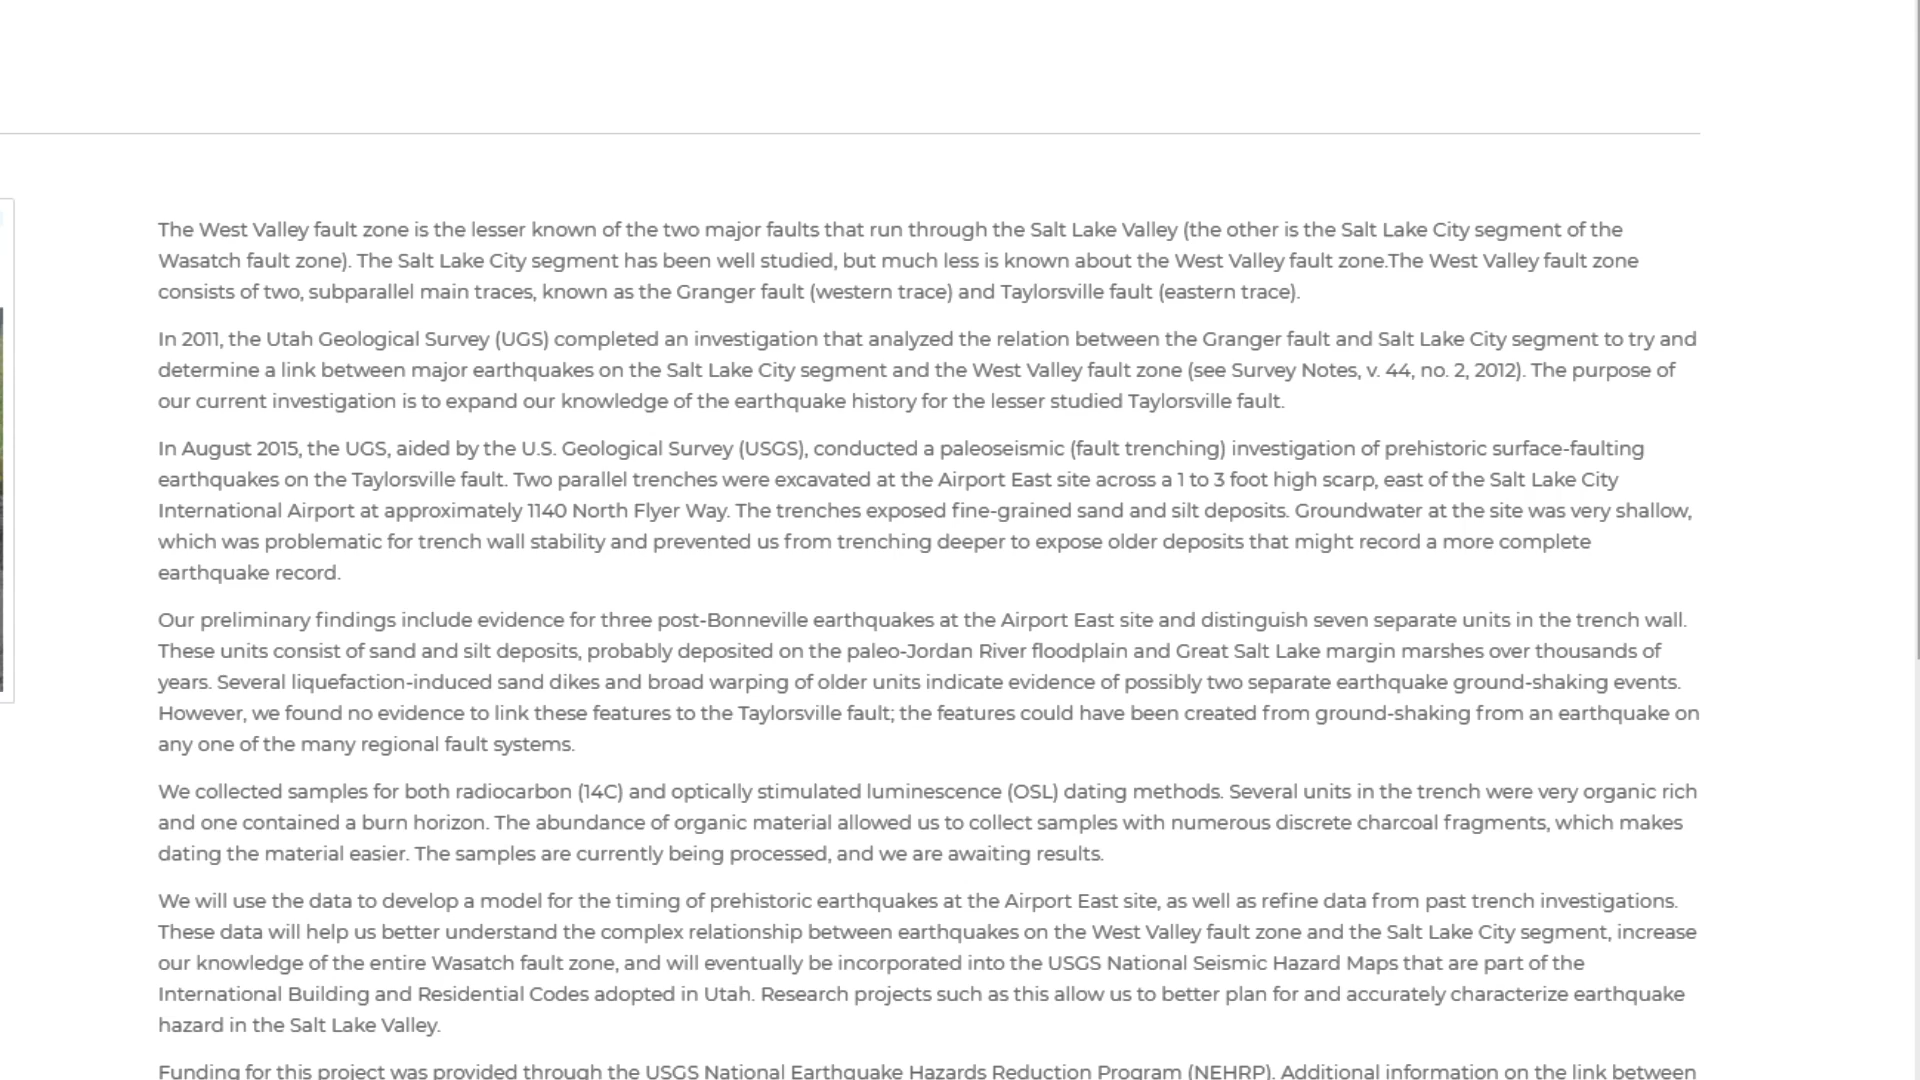 The West Valley fault zone is the lesser known of the two major faults that run through the Salt Lake Valley (the other is the Salt Lake City segment of the
Wasatch fault zone). The Salt Lake City segment has been well studied, but much less is known about the West Valley fault zone.The West Valley fault zone
consists of two, subparallel main traces, known as the Granger fault (western trace) and Taylorsville fault (eastern trace).
In 2011, the Utah Geological Survey (UGS) completed an investigation that analyzed the relation between the Granger fault and Salt Lake City segment to try and
determine a link between major earthquakes on the Salt Lake City segment and the West Valley fault zone (see Survey Notes, v. 44, no. 2, 2012). The purpose of
our current investigation is to expand our knowledge of the earthquake history for the lesser studied Taylorsville fault.
In August 2015, the UGS, aided by the U.S. Geological Survey (USGS), conducted a paleoseismic (fault trenching) investigation of prehistoric surface-faulting
earthquakes on the Taylorsville fault. Two parallel trenches were excavated at the Airport East site across a 1 to 3 foot high scarp, east of the Salt Lake City
International Airport at approximately 1140 North Flyer Way. The trenches exposed fine-grained sand and silt deposits. Groundwater at the site was very shallow,
which was problematic for trench wall stability and prevented us from trenching deeper to expose older deposits that might record a more complete
earthquake record.
Our preliminary findings include evidence for three post-Bonneville earthquakes at the Airport East site and distinguish seven separate units in the trench wall.
These units consist of sand and silt deposits, probably deposited on the paleo-Jordan River floodplain and Great Salt Lake margin marshes over thousands of
years. Several liquefaction-induced sand dikes and broad warping of older units indicate evidence of possibly two separate earthquake ground-shaking events.
However, we found no evidence to link these features to the Taylorsville fault; the features could have been created from ground-shaking from an earthquake on
any one of the many regional fault systems.
We collected samples for both radiocarbon (14C) and optically stimulated luminescence (OSL) dating methods. Several units in the trench were very organic rich
and one contained a burn horizon. The abundance of organic material allowed us to collect samples with numerous discrete charcoal fragments, which makes
dating the material easier. The samples are currently being processed, and we are awaiting results.
We will use the data to develop a model for the timing of prehistoric earthquakes at the Airport East site, as well as refine data from past trench investigations.
These data will help us better understand the complex relationship between earthquakes on the West Valley fault zone and the Salt Lake City segment, increase
our knowledge of the entire Wasatch fault zone, and will eventually be incorporated into the USGS National Seismic Hazard Maps that are part of the
International Building and Residential Codes adopted in Utah. Research projects such as this allow us to better plan for and accurately characterize earthquake
hazard in the Salt Lake Valley.
Funding for this project was provided through the USGS National Earthquake Hazards Reduction Program (NEHRP). Additional information on the link between